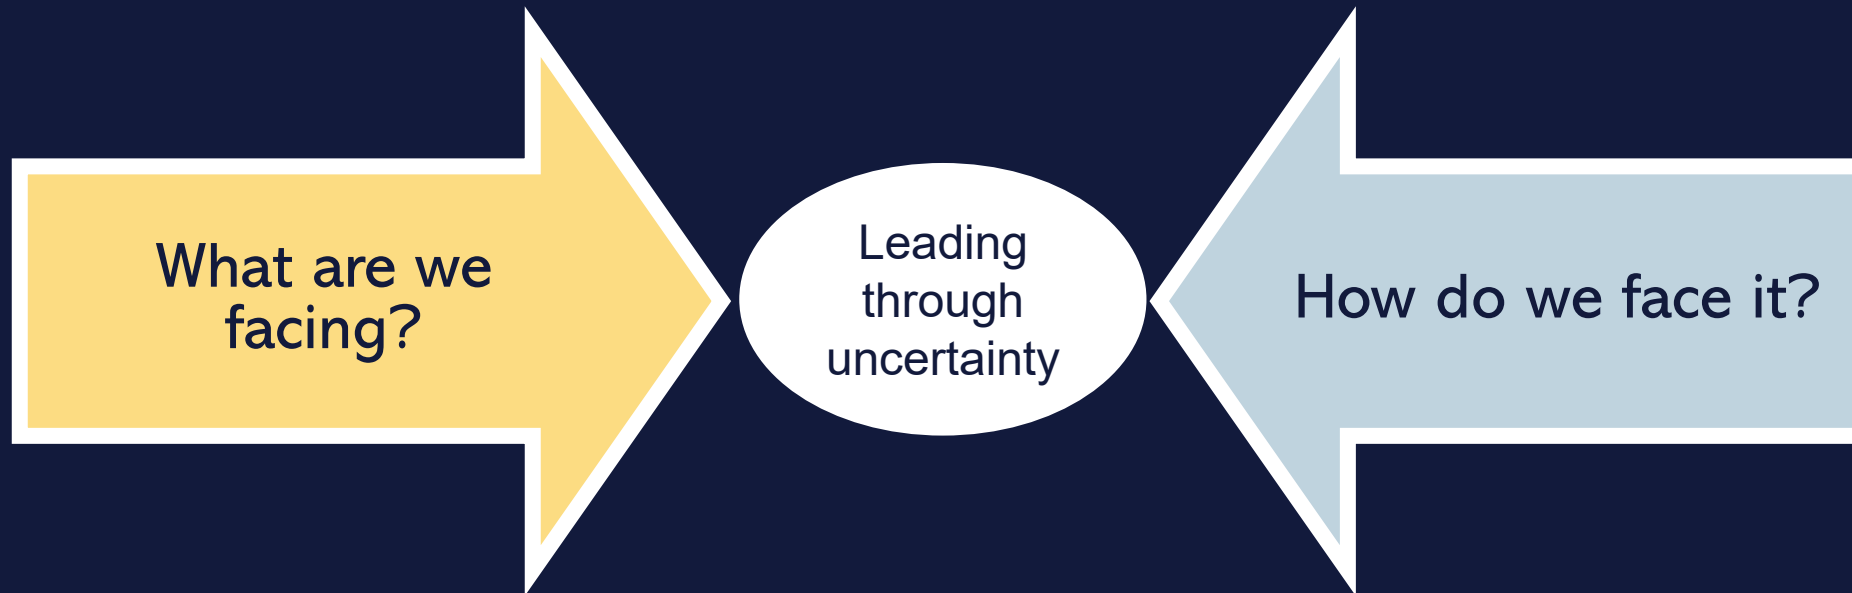 What are we
facing?
Leading
through
uncertainty
How do we face it?